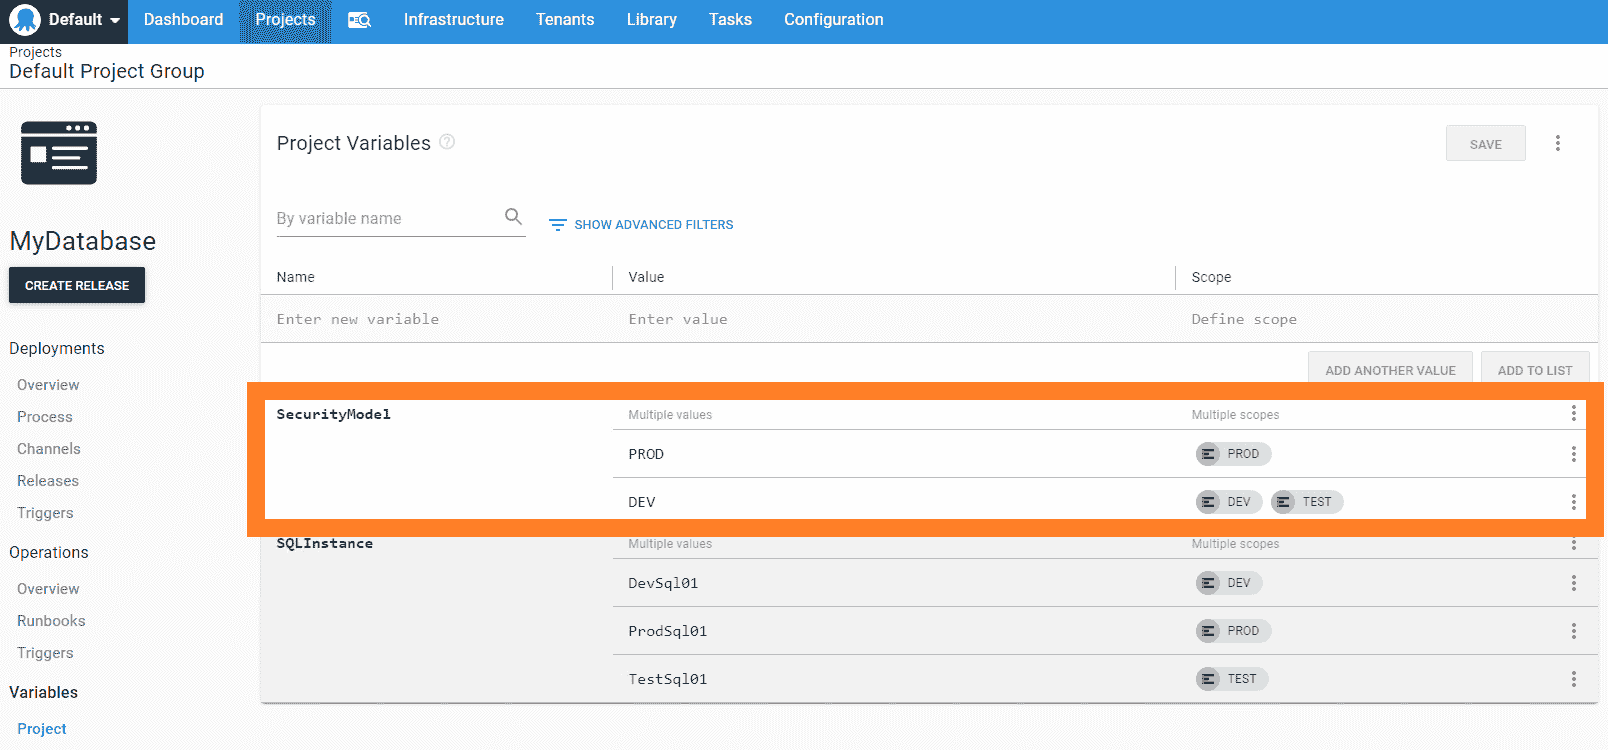 Default Dashboard Projects Infrastructure Tenants Library Tasks Configuration
Projects
Default Project Group
MyDatabase
CREATE RELEASE
Deployments
Overview
Process
Channels
Releases
Triggers
Operations
Overview
Runbooks
Triggers
Variables
Project
Project Variables ?
SAVE
By variable name
SHOW ADVANCED FILTERS
Name Value Scope
Enter new variable Enter value Define scope
ADD ANOTHER VALUE ADD TO LIST
SecurityModel Multiple values Multiple scopes
PROD PROD
DEV DEV TEST
SQLInstance Multiple values Multiple scopes
DevSql01 DEV
ProdSql01 PROD
TestSql01 TEST